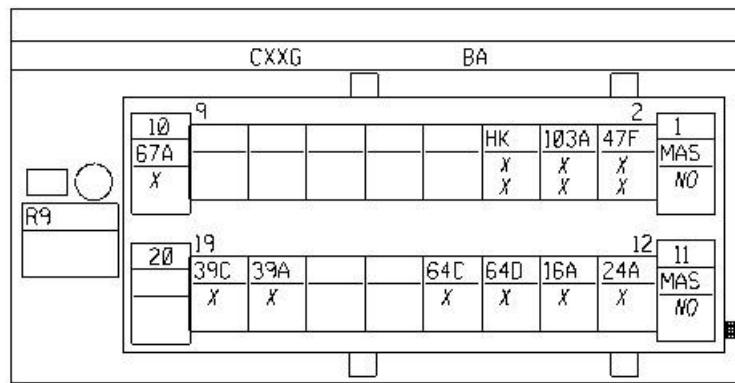 CXXG BA
9 2
10 1
HK 103A 47F
67A MAS
X X X
X NO
X X X
R9
19 12
20 11
39C 39A 64C 64D 16A 24A
MAS
X X X X X X
NO